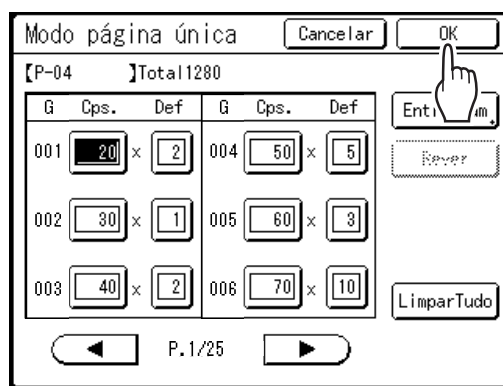 Modo página única Cancelar OK
【P-04 】Total1280
G Cps. Def G Cps. Def
001 20 x 2 004 50 x 5
002 30 x 1 005 60 x 3
003 40 x 2 006 70 x 10
Rever
LimparTudo
P.1/25